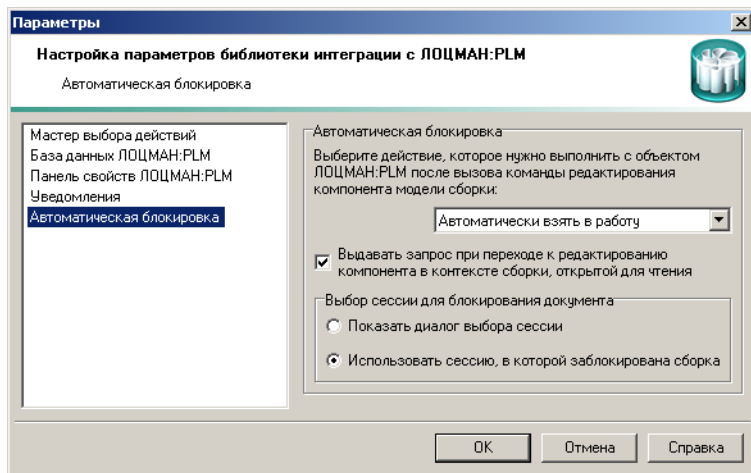 Параметры
Настройка параметров библиотеки интеграции с ЛОЦМАН:PLM
Автоматическая блокировка
Мастер выбора действий
База данных ЛОЦМАН:PLM
Панель свойств ЛОЦМАН:PLM
Уведомления
Автоматическая блокировка
Автоматическая блокировка
Выберите действие, которое нужно выполнить с объектом
ЛОЦМАН:PLM после вызова команды редактирования
компонента модели сборки:
Автоматически взять в работу
Выдавать запрос при переходе к редактированию
компонента в контексте сборки, открытой для чтения
Выбор сессии для блокирования документа
Показать диалог выбора сессии
Использовать сессию, в которой заблокирована сборка
OK
Отмена
Справка